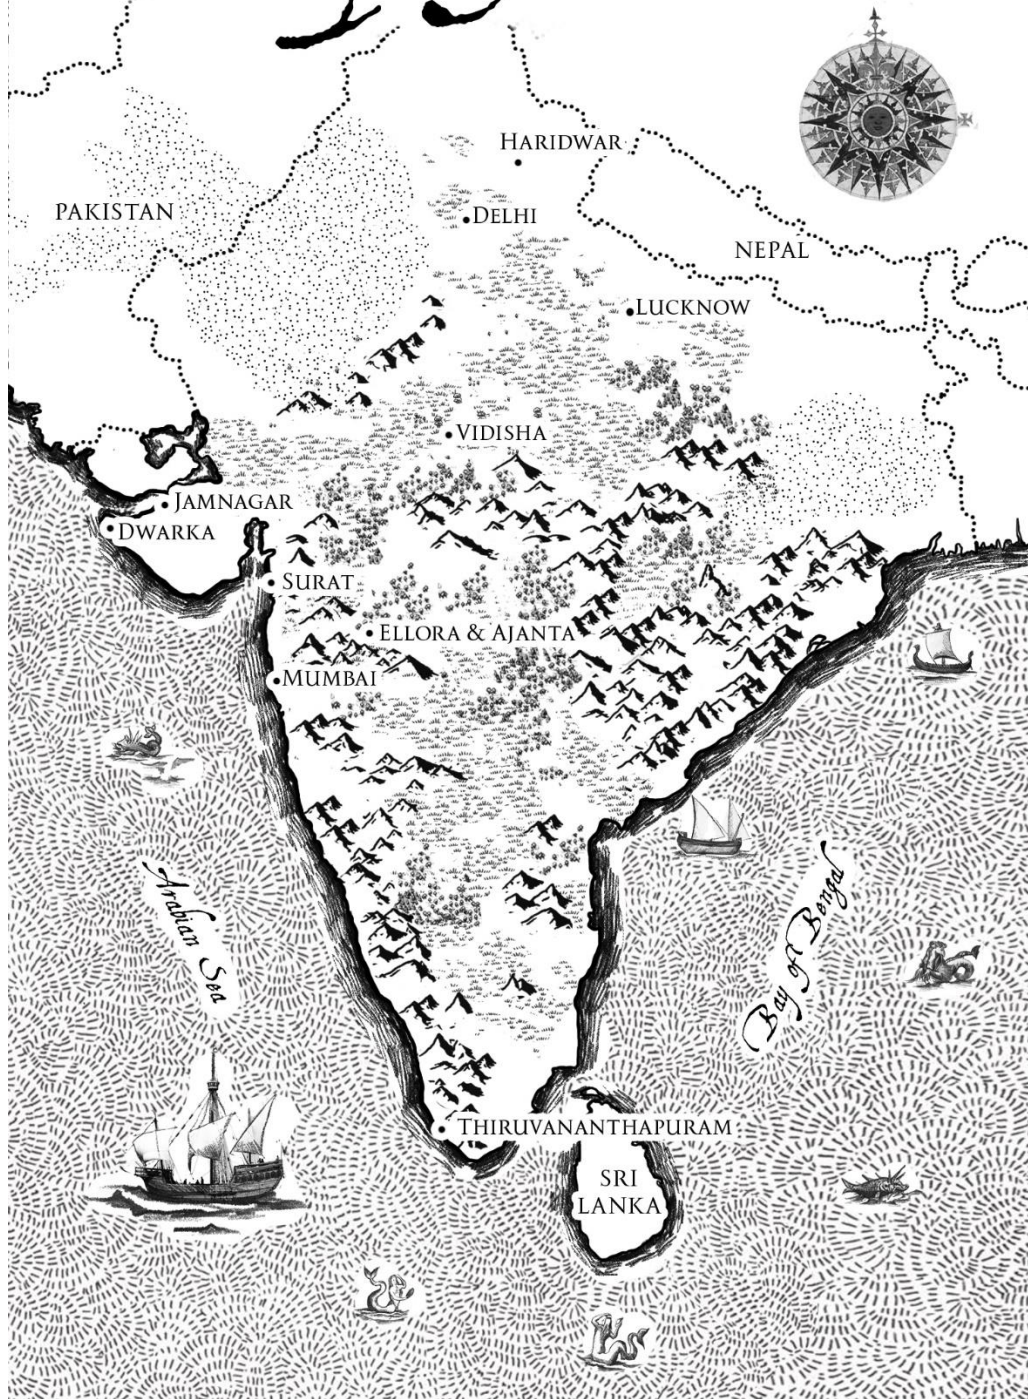 HARIDWAR
PAKISTAN
DELHI
NEPAL
LUCKNOW
VIDISHA
JAMNAGAR
DWARKA
SURAT
ELLORA & AJANTA
MUMBAI
Arabian Sea
Bay of Bengal
THIRUVANANTHAPURAM
SRI
LANKA